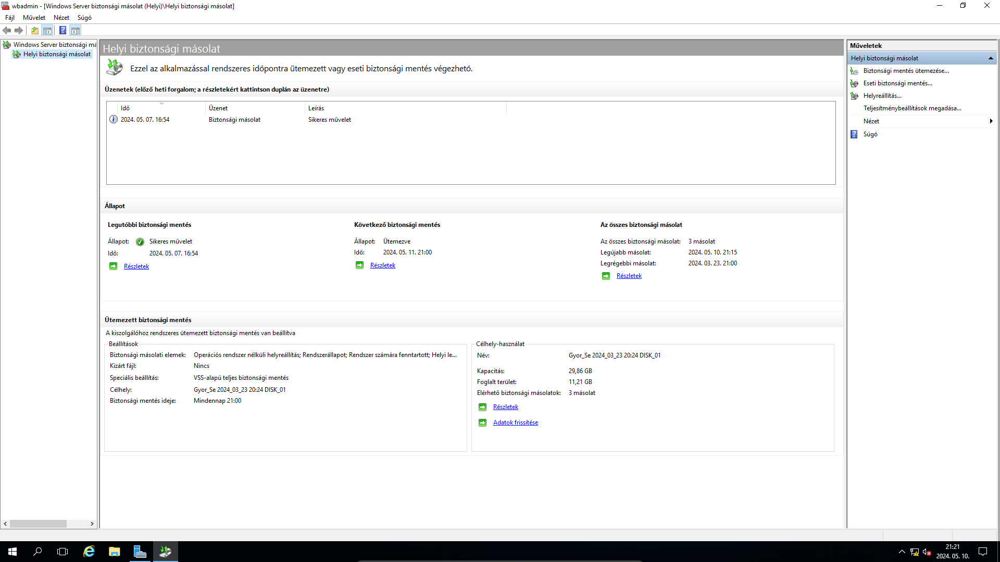 wbadmin - [Windows Server biztonsági másolat (Helyi)\Helyi biztonsági másolat]
Fájl Művelet Nézet Súgó
Windows Server biztonsági má
Helyi biztonsági másolat
Helyi biztonsági másolat
Ezzel az alkalmazással rendszeres időpontra ütemezett vagy eseti biztonsági mentés végezhető.
Üzenetek (előző heti forgalom; a részletekért kattintson duplán az üzenetre)
Idő Üzenet Leírás
2024. 05. 07. 16:54 Biztonsági másolat Sikeres művelet
Állapot
Legutóbbi biztonsági mentés
Állapot: Sikeres művelet
Idő: 2024. 05. 07. 16:54
Részletek
Következő biztonsági mentés
Állapot: Ütemezve
Idő: 2024. 05. 11. 21:00
Részletek
Az összes biztonsági másolat
Az összes biztonsági másolat: 3 másolat
Legújabb másolat: 2024. 05. 10. 21:15
Legrégebbi másolat: 2024. 03. 23. 21:00
Részletek
Ütemezett biztonsági mentés
A kiszolgálóhoz rendszeres ütemezett biztonsági mentés van beállítva
Beállítások
Biztonsági másolati elemek: Operációs rendszer nélküli helyreállítás; Rendszerállapot; Rendszer számára fenntartott; Helyi le...
Kizárt fájl: Nincs
Speciális beállítás: VSS-alapú teljes biztonsági mentés
Célhely: Gyor_Se 2024_03_23 20:24 DISK_01
Biztonsági mentés ideje: Mindennap 21:00
Célhely-használat
Név: Gyor_Se 2024_03_23 20:24 DISK_01
Kapacitás: 29,86 GB
Foglalt terület: 11,21 GB
Elérhető biztonsági másolatok: 3 másolat
Részletek
Adatok frissítése
Műveletek
Helyi biztonsági másolat
Biztonsági mentés ütemezése...
Eseti biztonsági mentés...
Helyreállítás...
Teljesítménybeállítások megadása...
Nézet
Súgó
21:21
2024. 05. 10.